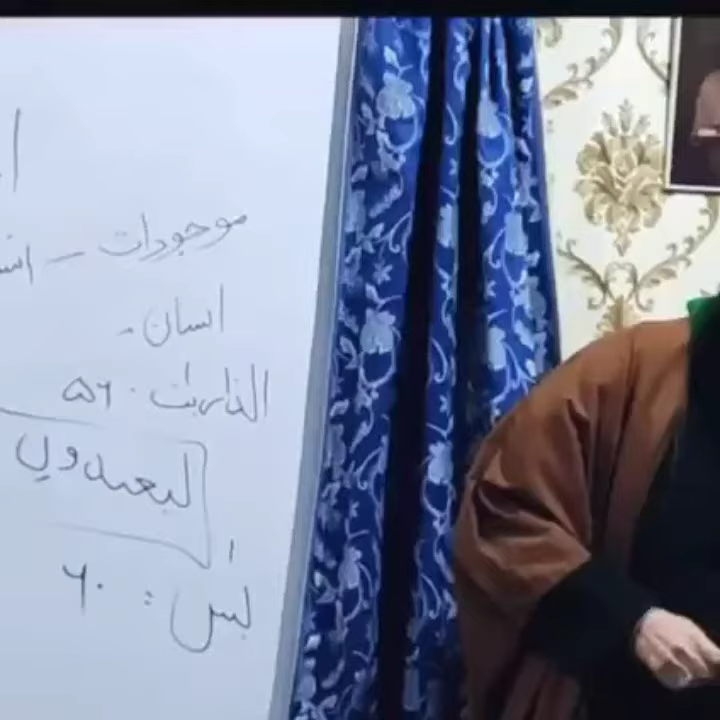 موجودات -
انسان -
الذاریات . ۵۶
لیعبدون
یس : ۶۰